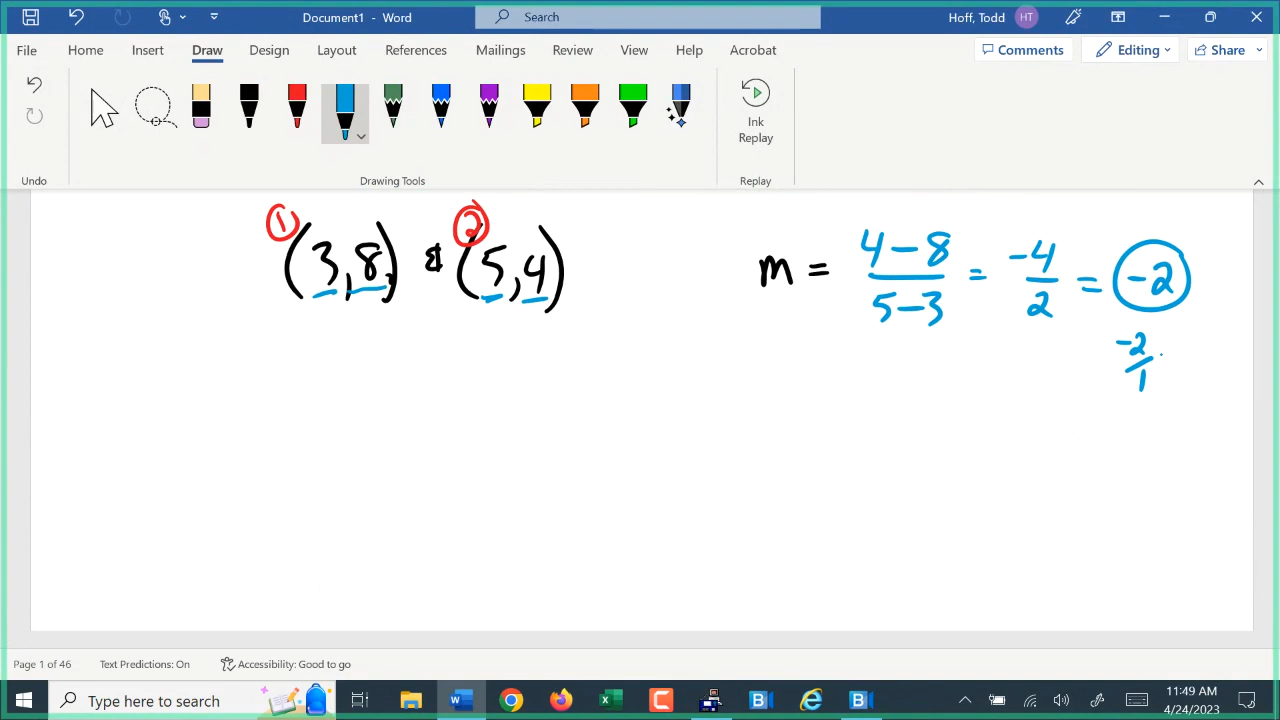 Document1 - Word
Search
Hoff, Todd
HT
File Home Insert Draw Design Layout References Mailings Review View Help Acrobat
Comments Editing Share
Ink Replay
Undo Drawing Tools Replay
① (3,8) & ② (5,4)
m = 4-8/5-3 = -4/2 = -2
-2/1
Page 1 of 46 Text Predictions: On Accessibility: Good to go
Type here to search
11:49 AM
4/24/2023